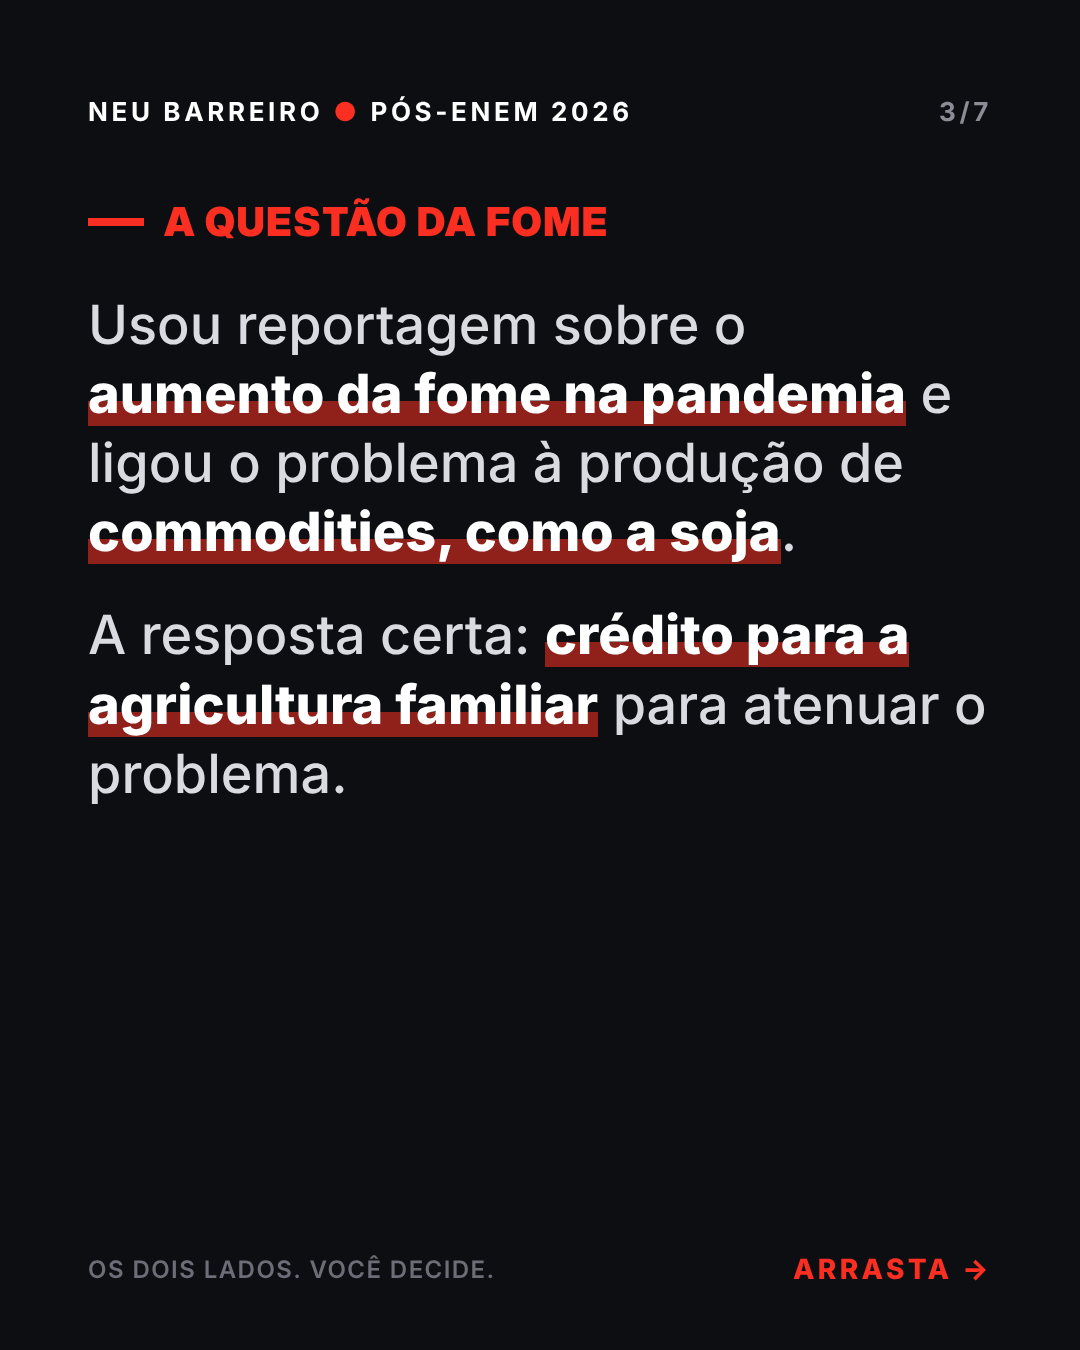 NEU BARREIRO ● PÓS-ENEM 2026
3/7
A QUESTÃO DA FOME
Usou reportagem sobre o
aumento da fome na pandemia e
ligou o problema à produção de
commodities, como a soja.
A resposta certa: crédito para a
agricultura familiar para atenuar o
problema.
OS DOIS LADOS. VOCÊ DECIDE.
ARRASTA →